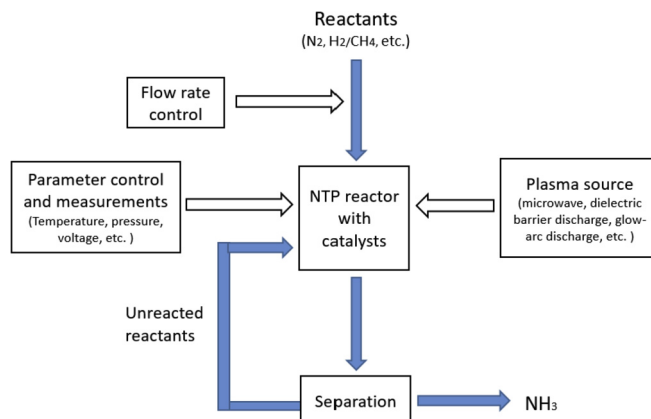 Reactants
(N2, H2/CH4, etc.)
Flow rate
control
Parameter control
and measurements
(Temperature, pressure,
voltage, etc. )
NTP reactor
with
catalysts
Plasma source
(microwave, dielectric
barrier discharge, glow-
arc discharge, etc. )
Unreacted
reactants
Separation
NH3